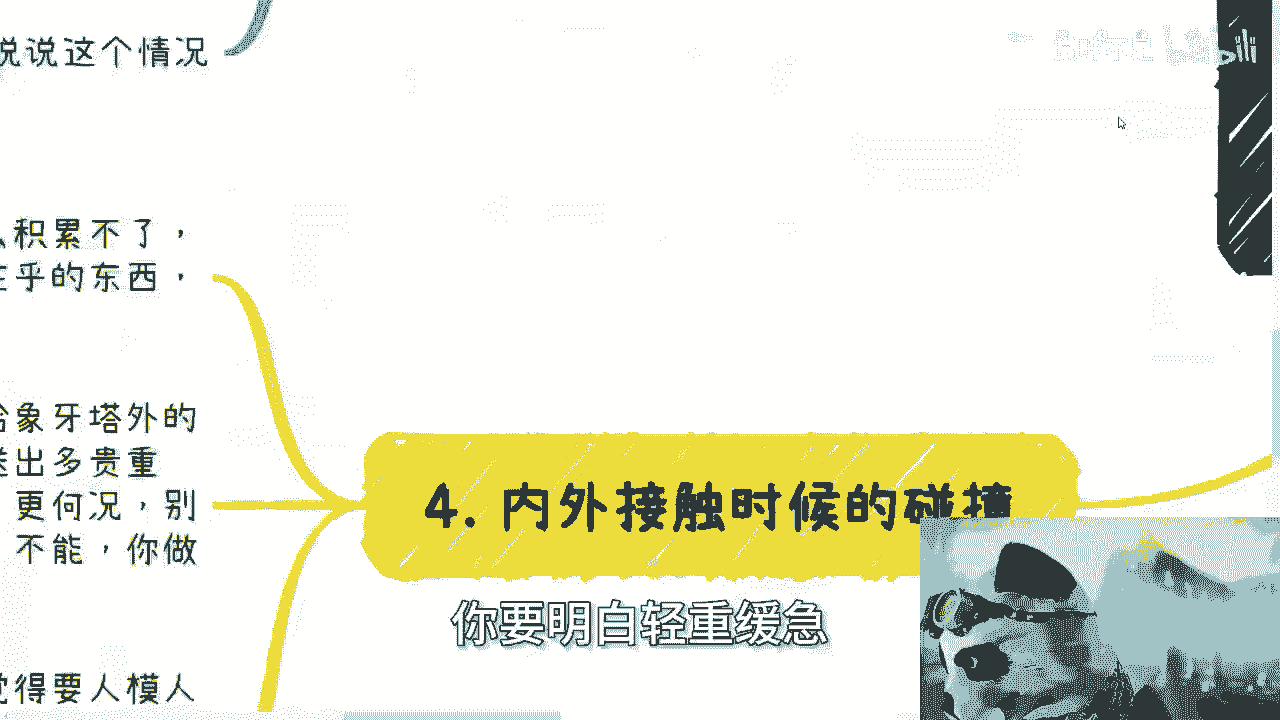 说说这个情况
bilibili
积累不了，
乎的东西，
象牙塔外的
出多贵重
更何况，别
不能，你做
得要人模人
4. 内外接触时候的碰撞
你要明白轻重缓急